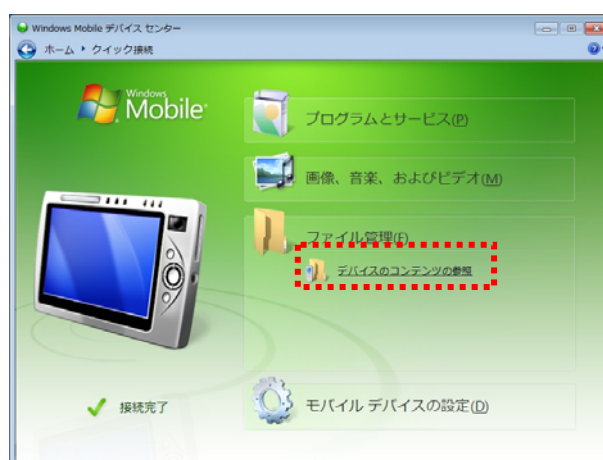 Windows Mobile デバイス センター
ホーム ▸ クイック接続
Windows
Mobile
プログラムとサービス(P)
画像、音楽、およびビデオ(M)
ファイル管理(F)
デバイスのコンテンツの参照
接続完了
モバイル デバイスの設定(D)